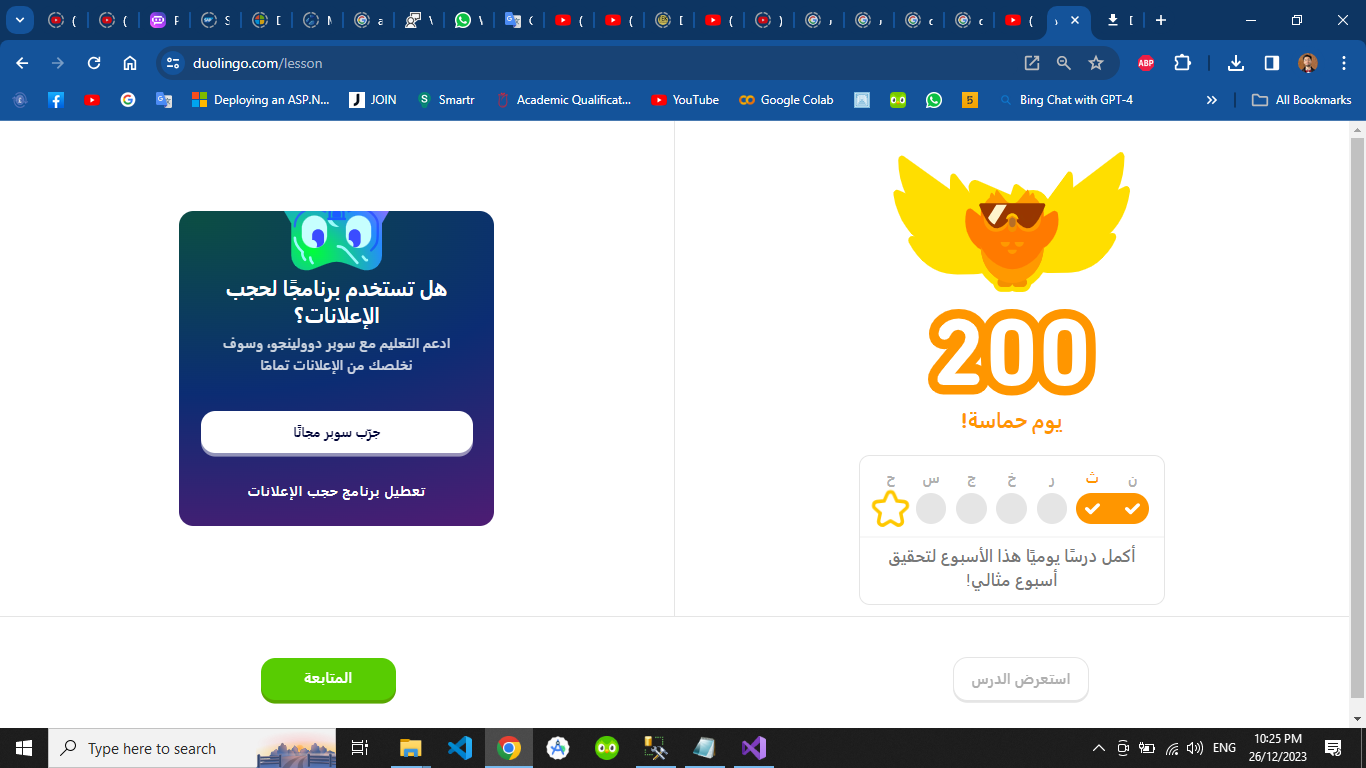 duolingo.com/lesson
ABP
Deploying an ASP.N...
JOIN
Smartr
Academic Qualificat...
YouTube
Google Colab
5
Bing Chat with GPT-4
All Bookmarks
200
يوم حماسة!
ن ث ر خ ج س ح
أكمل درسًا يوميًا هذا الأسبوع لتحقيق
أسبوع مثالي!
هل تستخدم برنامجًا لحجب
الإعلانات؟
ادعم التعليم مع سوبر دوولينجو، وسوف
نخلصك من الإعلانات تمامًا
جرّب سوبر مجانًا
تعطيل برنامج حجب الإعلانات
استعرض الدرس
المتابعة
Type here to search
ENG
10:25 PM
26/12/2023